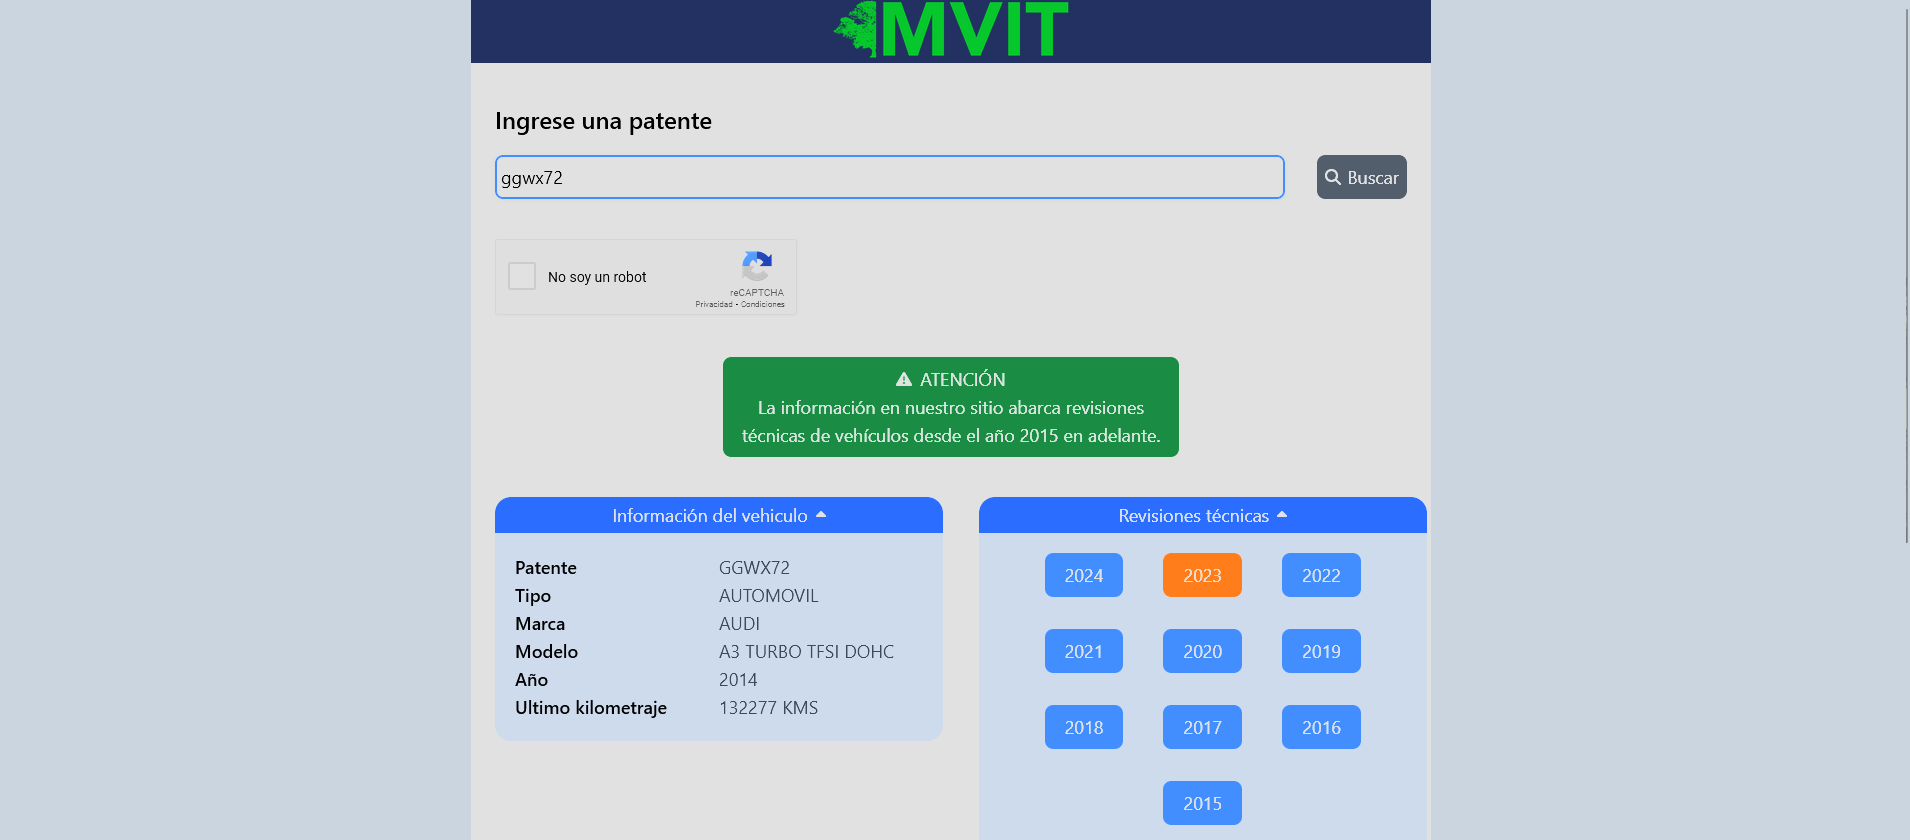 MVIT
Ingrese una patente
ggwx72
Buscar
No soy un robot
reCAPTCHA
Privacidad - Condiciones
ATENCIÓN
La información en nuestro sitio abarca revisiones
técnicas de vehículos desde el año 2015 en adelante.
Información del vehiculo
Patente GGWX72
Tipo AUTOMOVIL
Marca AUDI
Modelo A3 TURBO TFSI DOHC
Año 2014
Ultimo kilometraje 132277 KMS
Revisiones técnicas
2024 2023 2022
2021 2020 2019
2018 2017 2016
2015